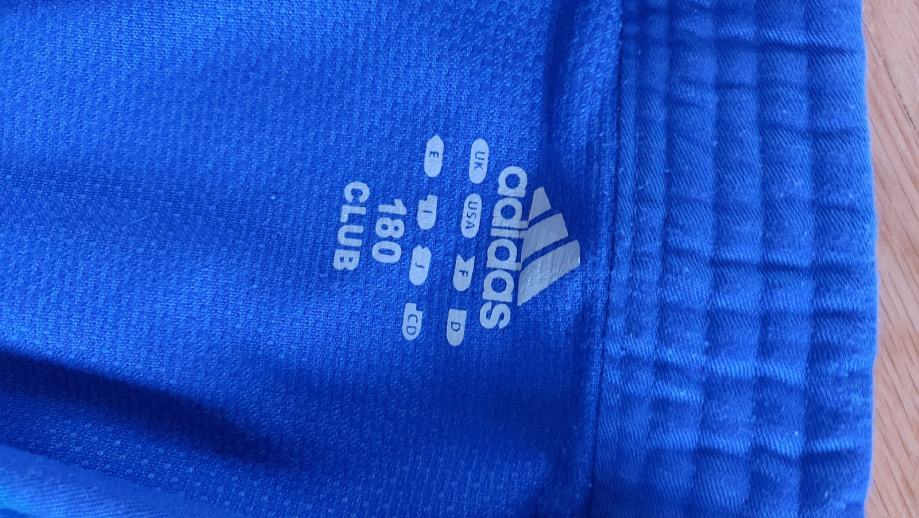 adidas
UK USA F D
E I J CD
180
CLUB